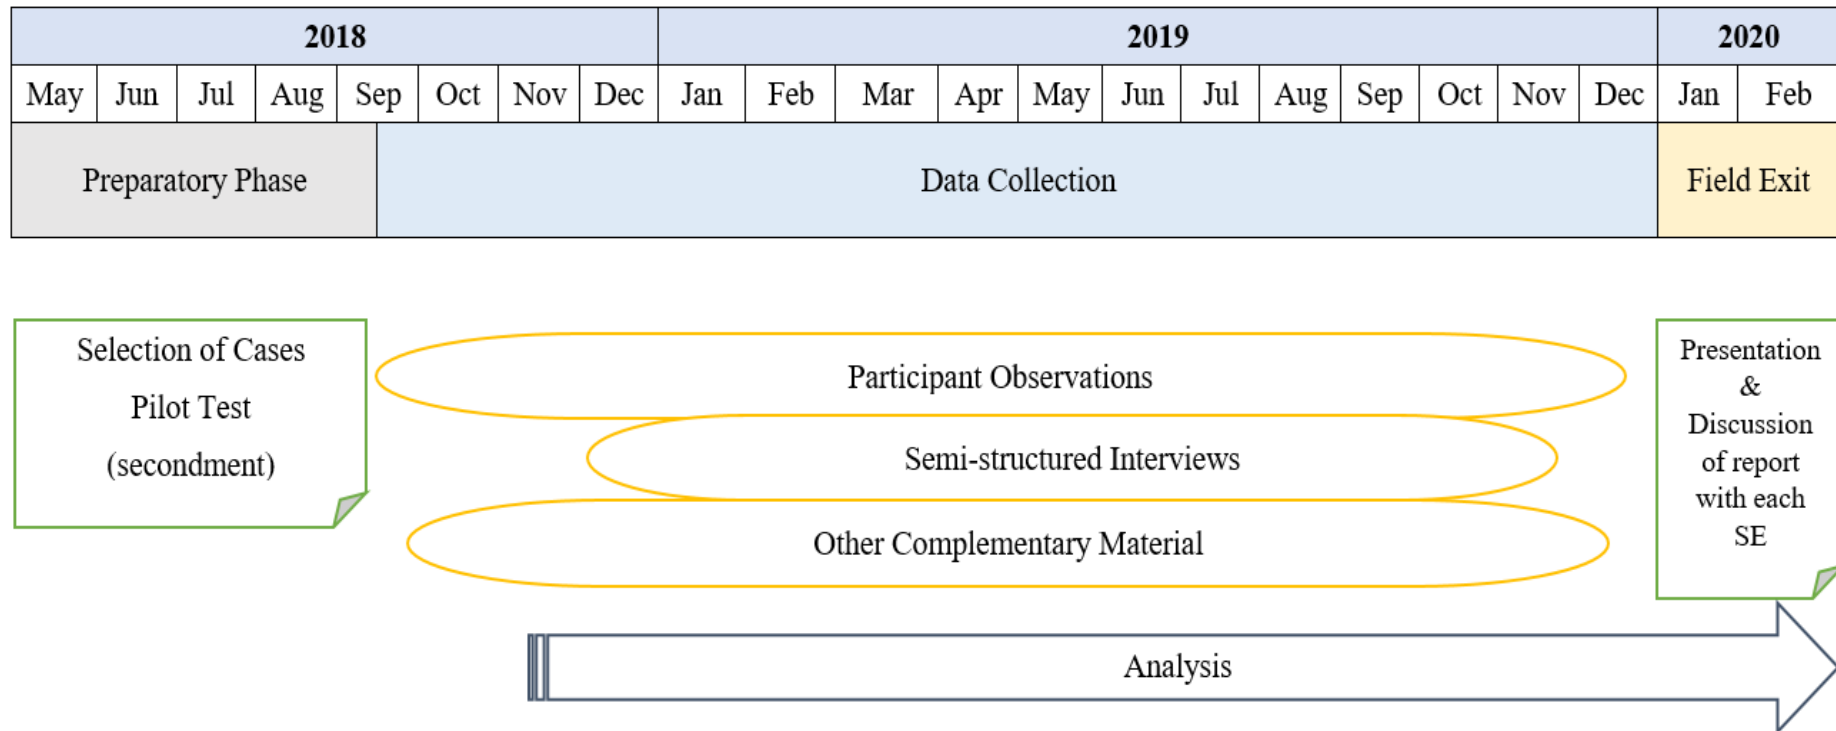 2018 2019 2020
May Jun Jul Aug Sep Oct Nov Dec Jan Feb Mar Apr May Jun Jul Aug Sep Oct Nov Dec Jan Feb
Preparatory Phase Data Collection Field Exit
Selection of Cases
Pilot Test
(secondment)
Participant Observations
Semi-structured Interviews
Other Complementary Material
Presentation
&
Discussion
of report
with each
SE
Analysis